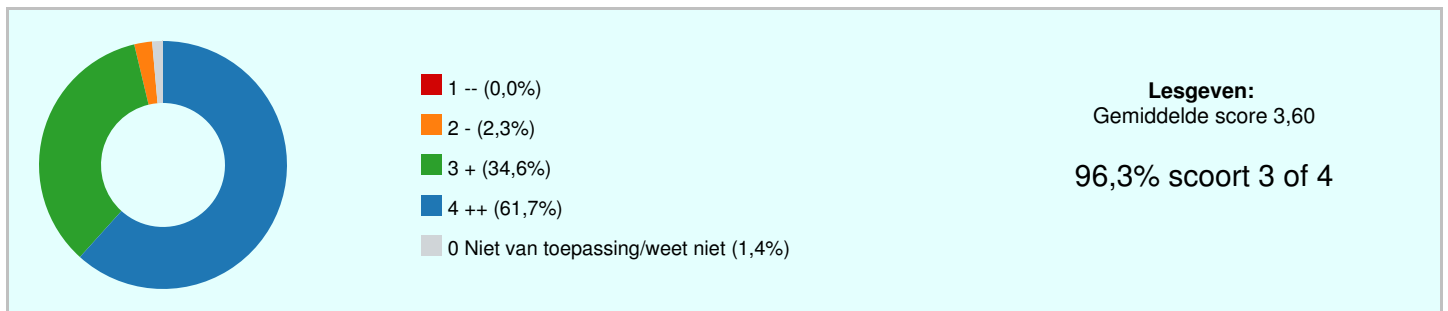 1 -- (0,0%)
2 - (2,3%)
3 + (34,6%)
4 ++ (61,7%)
0 Niet van toepassing/weet niet (1,4%)
Lesgeven:
Gemiddelde score 3,60
96,3% scoort 3 of 4